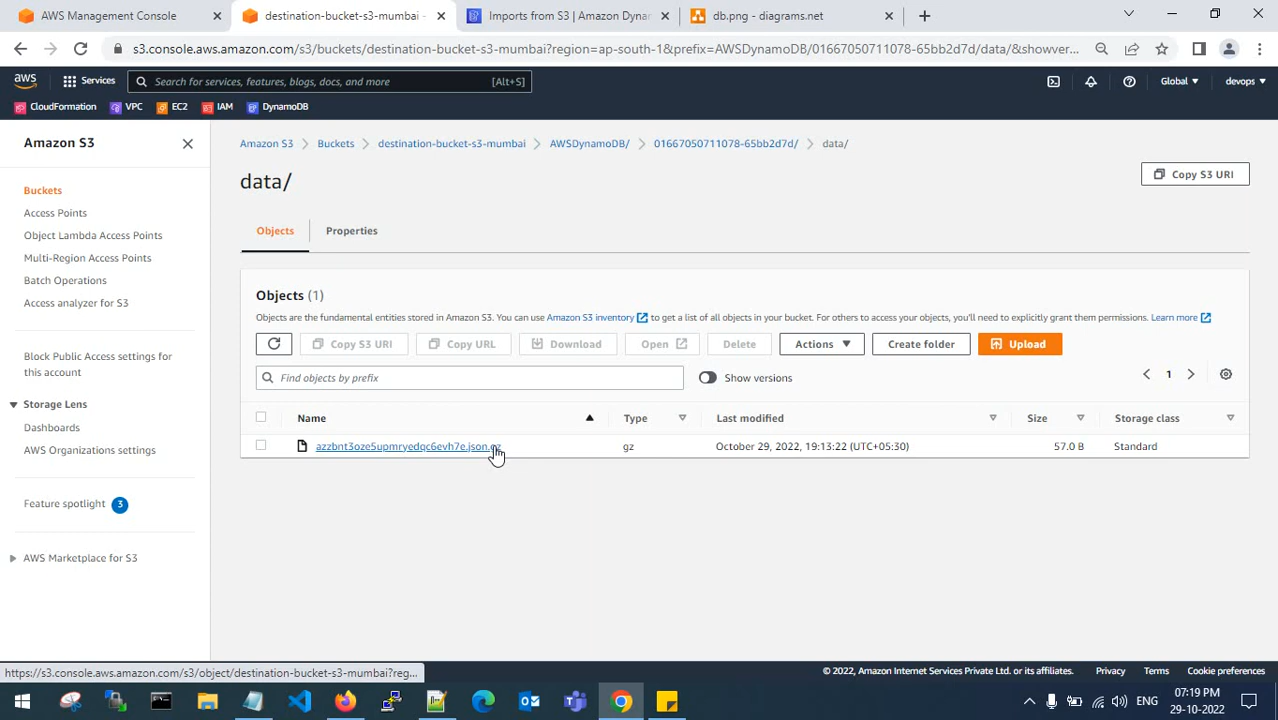 AWS Management Console
destination-bucket-s3-mumbai -
Imports from S3 | Amazon Dyna
db.png - diagrams.net
s3.console.aws.amazon.com/s3/buckets/destination-bucket-s3-mumbai?region=ap-south-1&prefix=AWSDynamoDB/01667050711078-65bb2d7d/data/&showver...
aws
Services
Search for services, features, blogs, docs, and more
[Alt+S]
Global
devops
CloudFormation
VPC
EC2
IAM
DynamoDB
Amazon S3
Buckets
Access Points
Object Lambda Access Points
Multi-Region Access Points
Batch Operations
Access analyzer for S3
Block Public Access settings for
this account
Storage Lens
Dashboards
AWS Organizations settings
Feature spotlight 3
AWS Marketplace for S3
Amazon S3
Buckets
destination-bucket-s3-mumbai
AWSDynamoDB/
01667050711078-65bb2d7d/
data/
data/
Copy S3 URI
Objects
Properties
Objects (1)
Objects are the fundamental entities stored in Amazon S3. You can use Amazon S3 inventory to get a list of all objects in your bucket. For others to access your objects, you'll need to explicitly grant them permissions. Learn more
Copy S3 URI
Copy URL
Download
Open
Delete
Actions
Create folder
Upload
Find objects by prefix
Show versions
1
Name
Type
Last modified
Size
Storage class
azzbnt3oze5upmryedqc6evh7e.json.gz
gz
October 29, 2022, 19:13:22 (UTC+05:30)
57.0 B
Standard
https://s3.console.aws.amazon.com/s3/object/destination-bucket-s3-mumbai?reg...
© 2022, Amazon Internet Services Private Ltd. or its affiliates.
Privacy
Terms
Cookie preferences
ENG
07:19 PM
29-10-2022